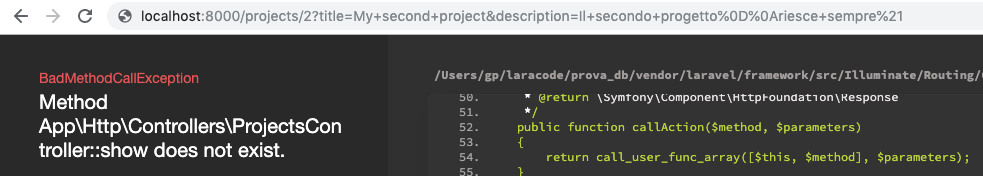 localhost:8000/projects/2?title=My+second+project&description=Il+secondo+progetto%0D%0Ariesce+sempre%21
BadMethodCallException
Method
App\Http\Controllers\ProjectsCon
troller::show does not exist.
/Users/gp/laracode/prova_db/vendor/laravel/framework/src/Illuminate/Routing/
50. * @return \Symfony\Component\HttpFoundation\Response
51. */
52. public function callAction($method, $parameters)
53. {
54. return call_user_func_array([$this, $method], $parameters);
55. }